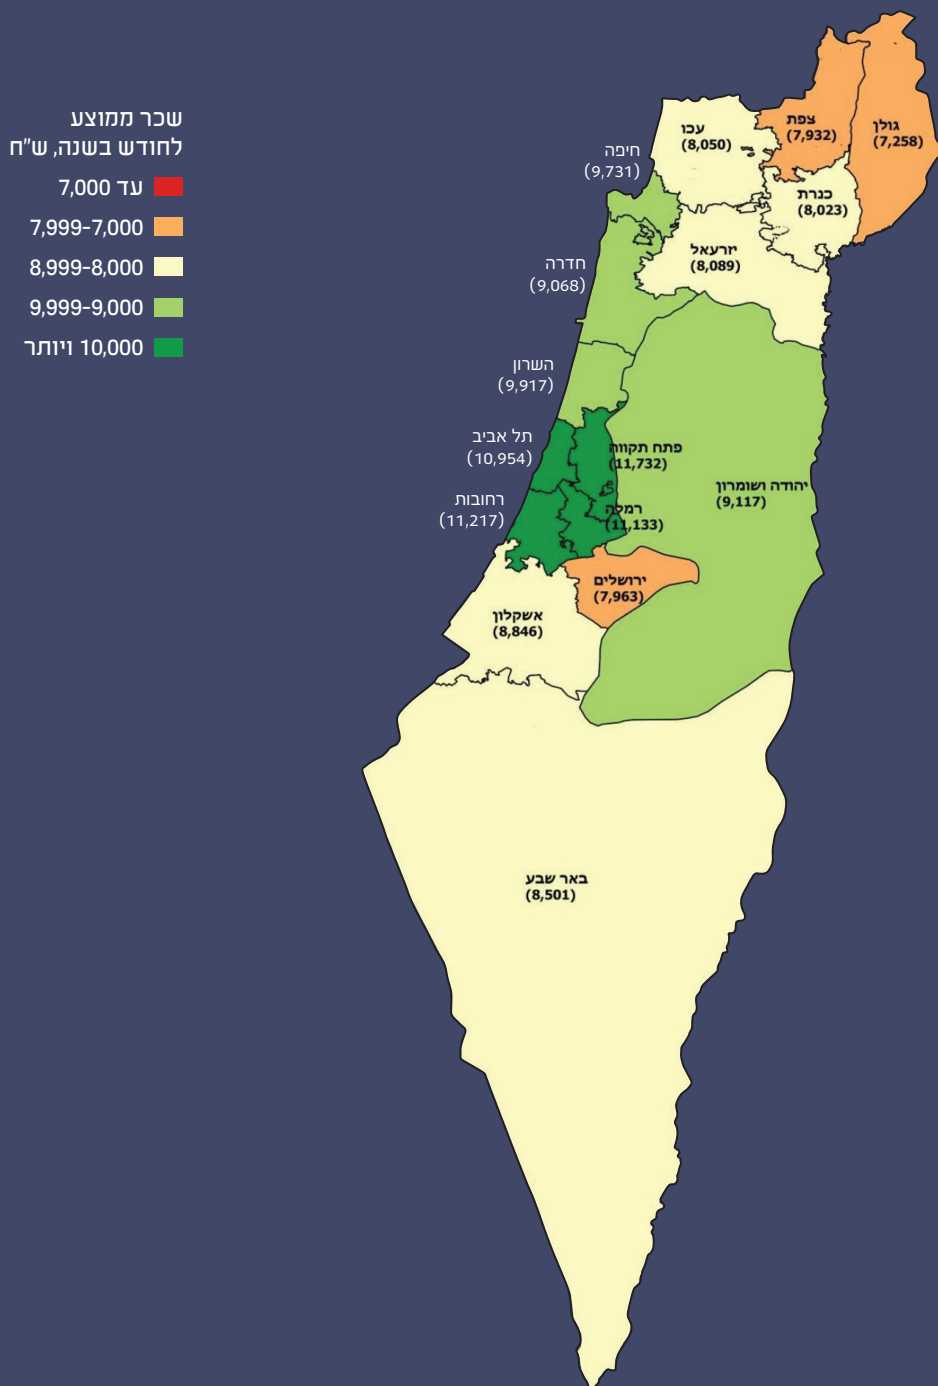 שכר ממוצע
לחודש בשנה, ש"ח
עד 7,000
7,999-7,000
8,999-8,000
9,999-9,000
10,000 ויותר
גולן
(7,258)
צפת
(7,932)
עכו
(8,050)
חיפה
(9,731)
כנרת
(8,023)
יזרעאל
(8,089)
חדרה
(9,068)
השרון
(9,917)
תל אביב
(10,954)
פתח תקווה
(11,732)
יהודה ושומרון
(9,117)
רחובות
(11,217)
רמלה
(11,133)
ירושלים
(7,963)
אשקלון
(8,846)
באר שבע
(8,501)